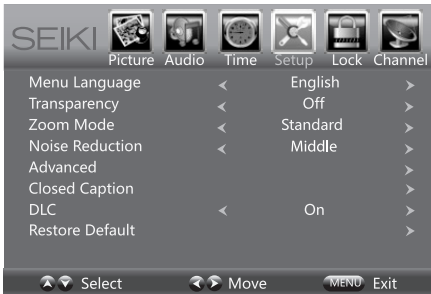 SEIKI
Picture Audio Time Setup Lock Channel
Menu Language English
Transparency Off
Zoom Mode Standard
Noise Reduction Middle
Advanced
Closed Caption
DLC On
Restore Default
Select Move MENU Exit